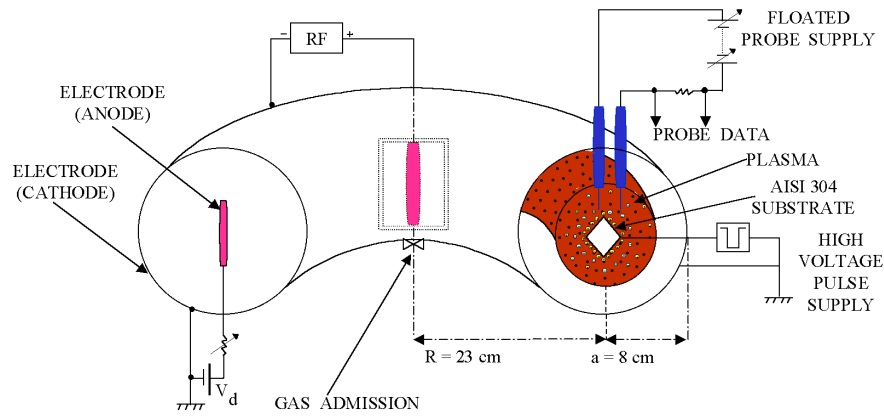 FLOATED
PROBE SUPPLY
- RF +
ELECTRODE
(ANODE)
PROBE DATA
PLASMA
ELECTRODE
(CATHODE)
AISI 304
SUBSTRATE
HIGH
VOLTAGE
PULSE
SUPPLY
R = 23 cm
a = 8 cm
Vd
GAS ADMISSION